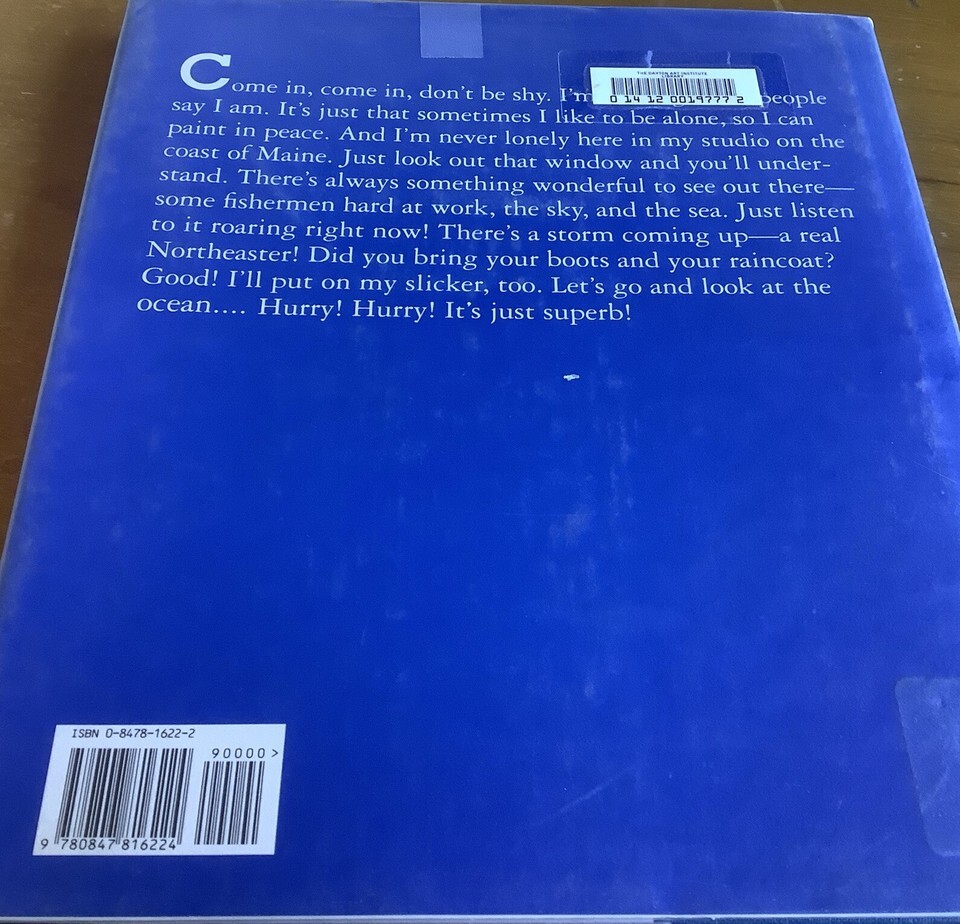 THE DAYTON ART INSTITUTE
LIBRARY
0 14 12 0019777 2
Come in, come in, don't be shy. I'm people
say I am. It's just that sometimes I like to be alone, so I can
paint in peace. And I'm never lonely here in my studio on the
coast of Maine. Just look out that window and you'll under-
stand. There's always something wonderful to see out there—
some fishermen hard at work, the sky, and the sea. Just listen
to it roaring right now! There's a storm coming up—a real
Northeaster! Did you bring your boots and your raincoat?
Good! I'll put on my slicker, too. Let's go and look at the
ocean.... Hurry! Hurry! It's just superb!
ISBN 0-8478-1622-2
90000>
9 780847 816224